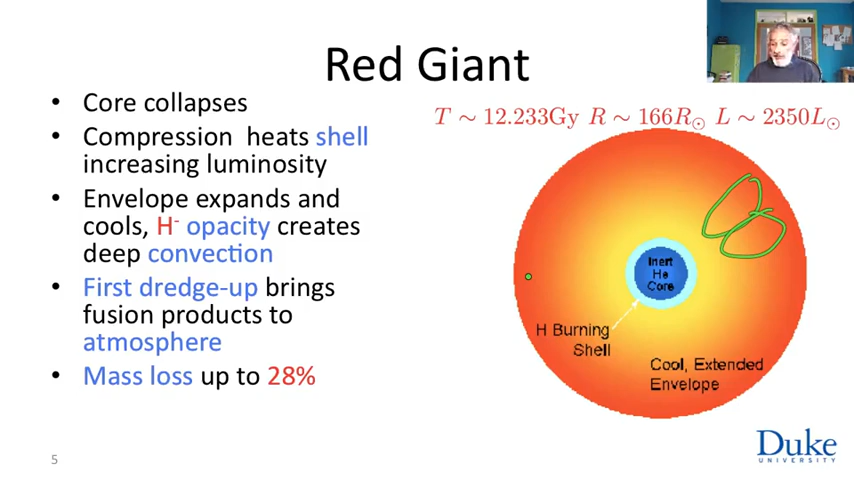 Red Giant
• Core collapses
• Compression heats shell
increasing luminosity
• Envelope expands and
cools, H⁻ opacity creates
deep convection
• First dredge-up brings
fusion products to
atmosphere
• Mass loss up to 28%
T ∼ 12.233Gy R ∼ 166R⊙ L ∼ 2350L⊙
Inert
He
Core
H Burning
Shell
Cool, Extended
Envelope
5
Duke
UNIVERSITY